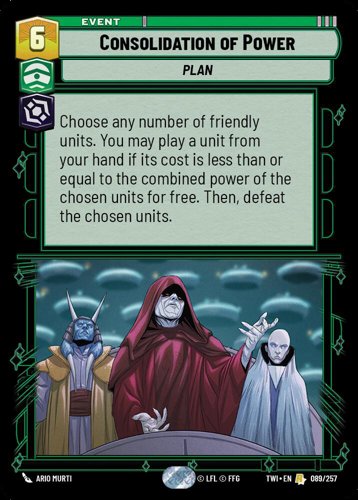 6
EVENT
CONSOLIDATION OF POWER
PLAN
Choose any number of friendly
units. You may play a unit from
your hand if its cost is less than or
equal to the combined power of the
chosen units for free. Then, defeat
the chosen units.
ARIO MURTI
© LFL © FFG
TWI • EN
R
089/257